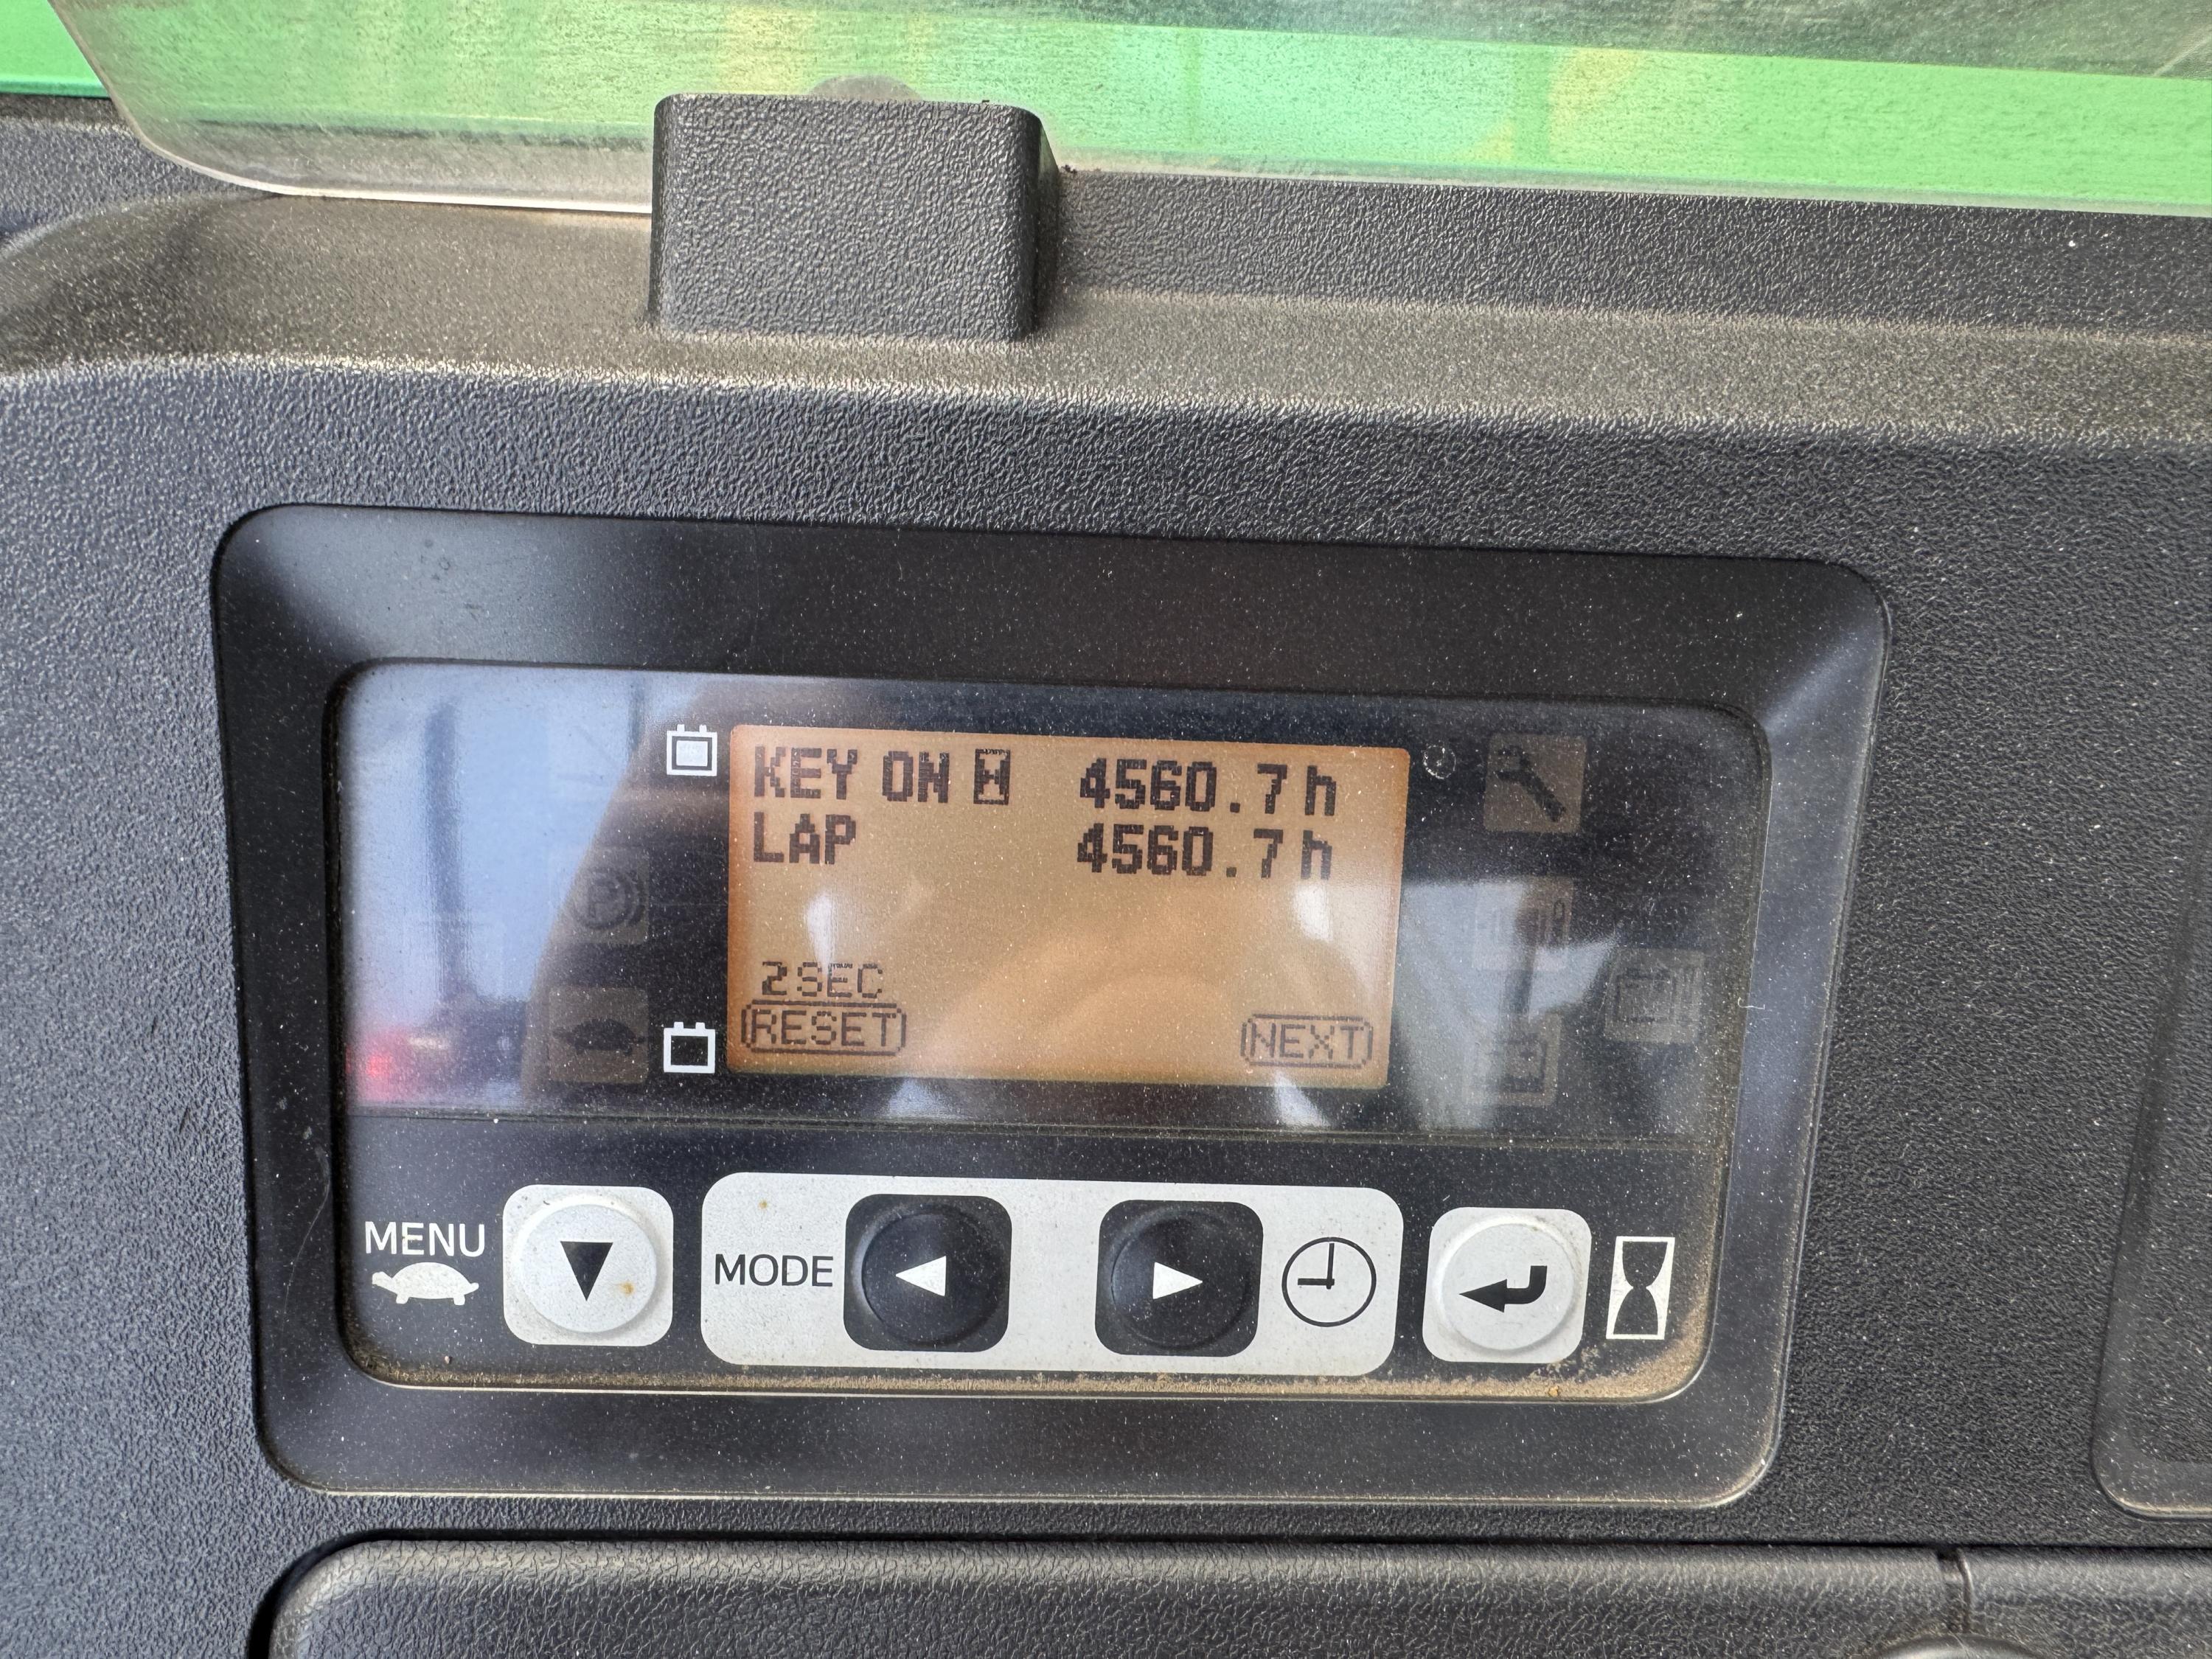 KEY ON 4560.7h
LAP 4560.7h
2SEC
RESET NEXT
MENU MODE